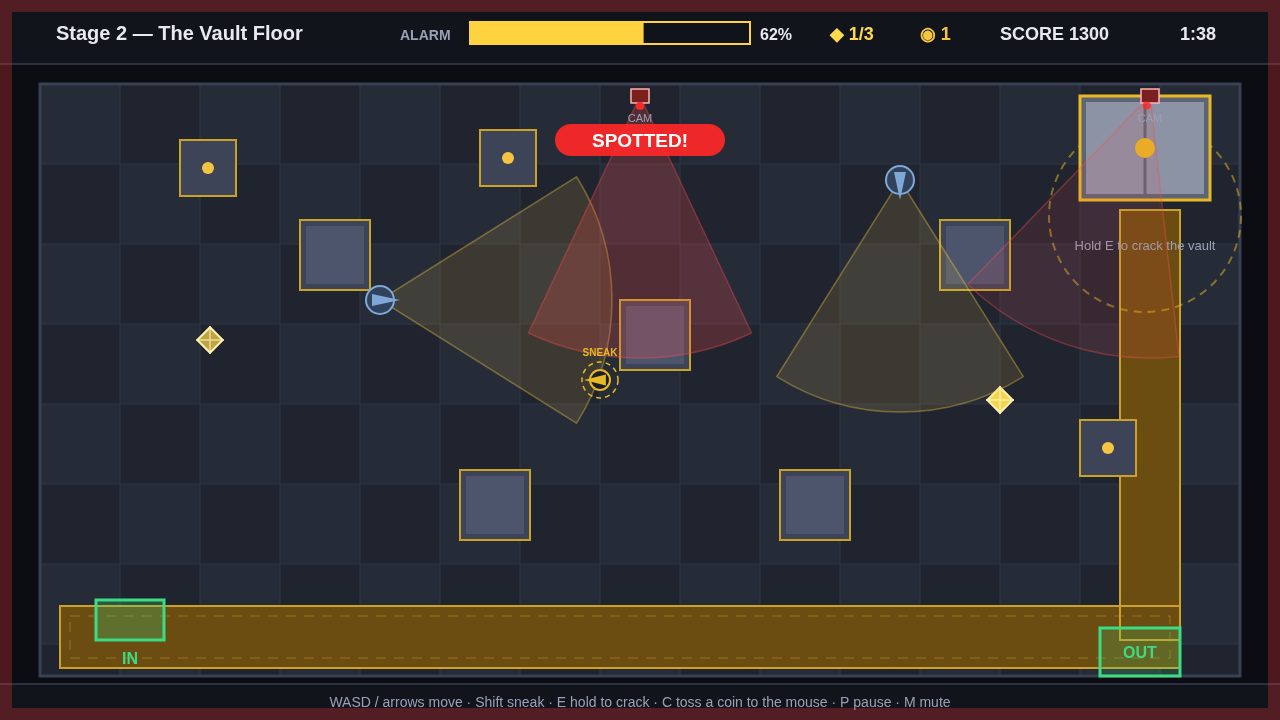 Stage 2 — The Vault Floor
ALARM
62%
◆ 1/3
◉ 1
SCORE 1300
1:38
CAM
CAM
SPOTTED!
Hold E to crack the vault
SNEAK
IN
OUT
WASD / arrows move · Shift sneak · E hold to crack · C toss a coin to the mouse · P pause · M mute